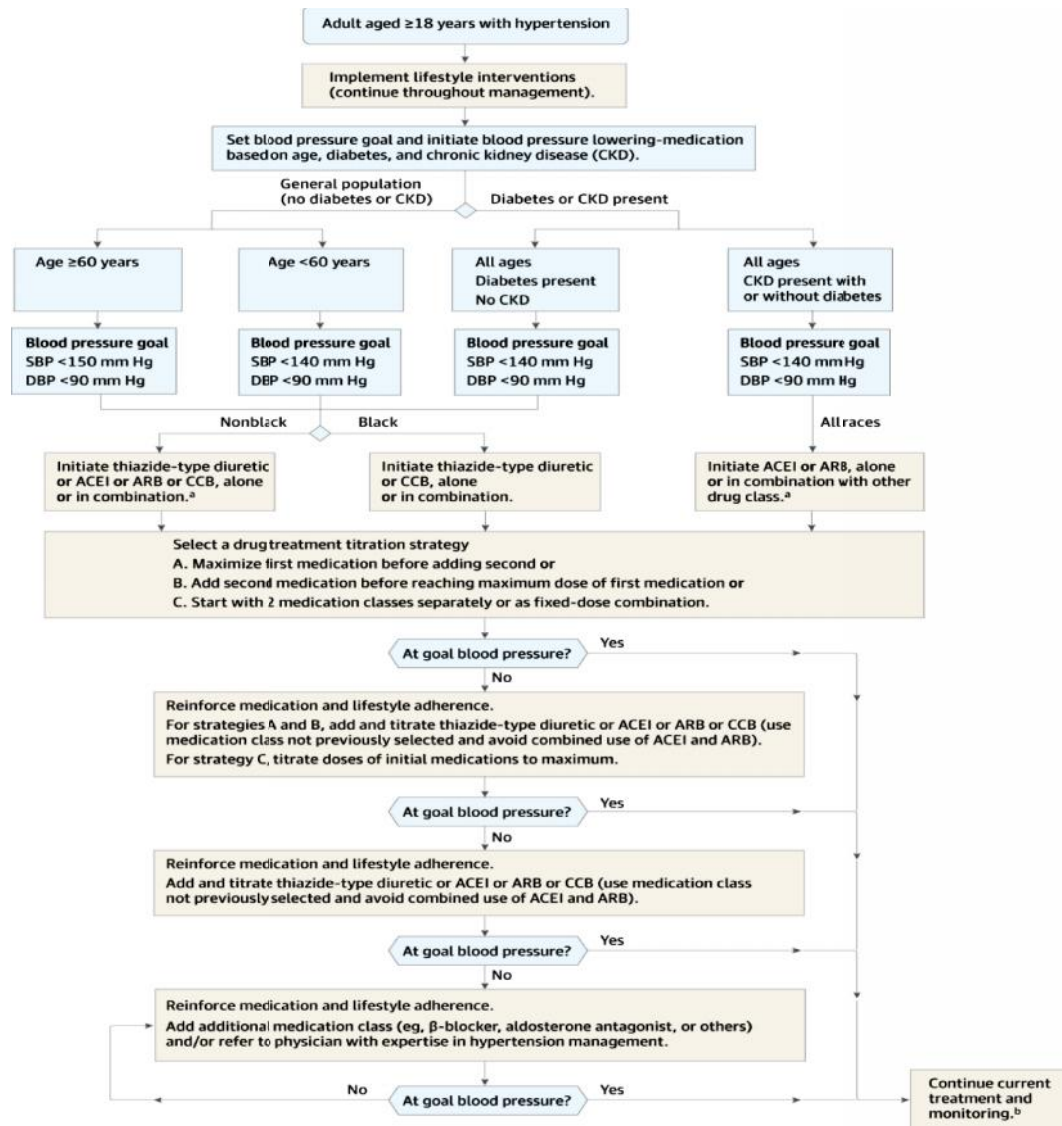 Adult aged ≥18 years with hypertension
Implement lifestyle interventions
(continue throughout management).
Set blood pressure goal and initiate blood pressure lowering-medication
based on age, diabetes, and chronic kidney disease (CKD).
General population
(no diabetes or CKD)
Diabetes or CKD present
Age ≥60 years
Age <60 years
All ages
Diabetes present
No CKD
All ages
CKD present with
or without diabetes
Blood pressure goal
SBP <150 mm Hg
DBP <90 mm Hg
Blood pressure goal
SBP <140 mm Hg
DBP <90 mm Hg
Blood pressure goal
SBP <140 mm Hg
DBP <90 mm Hg
Blood pressure goal
SBP <140 mm Hg
DBP <90 mm Hg
Nonblack
Black
All races
Initiate thiazide-type diuretic
or ACEI or ARB or CCB, alone
or in combination.ᵃ
Initiate thiazide-type diuretic
or CCB, alone
or in combination.
Initiate ACEI or ARB, alone
or in combination with other
drug class.ᵃ
Select a drug treatment titration strategy
A. Maximize first medication before adding second or
B. Add second medication before reaching maximum dose of first medication or
C. Start with 2 medication classes separately or as fixed-dose combination.
At goal blood pressure?
Yes
No
Reinforce medication and lifestyle adherence.
For strategies A and B, add and titrate thiazide-type diuretic or ACEI or ARB or CCB (use
medication class not previously selected and avoid combined use of ACEI and ARB).
For strategy C, titrate doses of initial medications to maximum.
At goal blood pressure?
Yes
No
Reinforce medication and lifestyle adherence.
Add and titrate thiazide-type diuretic or ACEI or ARB or CCB (use medication class
not previously selected and avoid combined use of ACEI and ARB).
At goal blood pressure?
Yes
No
Reinforce medication and lifestyle adherence.
Add additional medication class (eg, β-blocker, aldosterone antagonist, or others)
and/or refer to physician with expertise in hypertension management.
No
At goal blood pressure?
Yes
Continue current
treatment and
monitoring.ᵇ